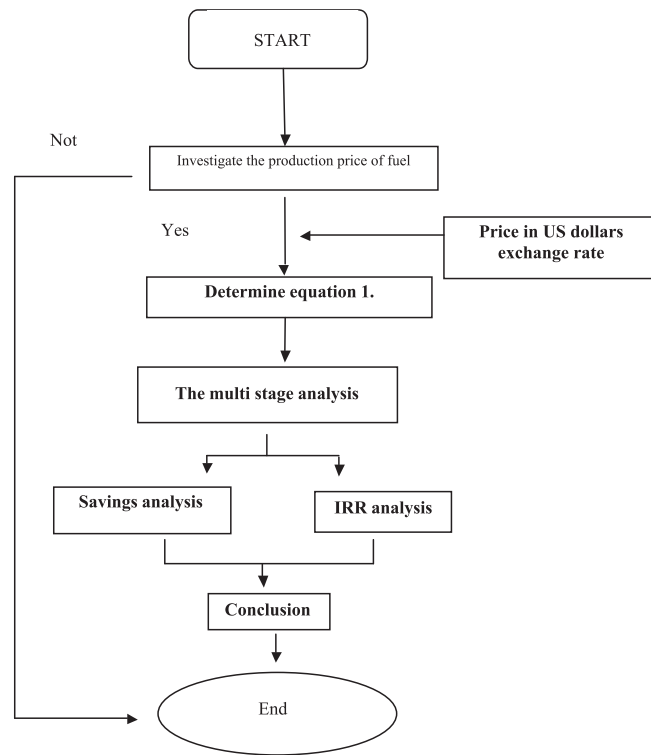 START
Not
Investigate the production price of fuel
Yes
Price in US dollars
exchange rate
Determine equation 1.
The multi stage analysis
Savings analysis
IRR analysis
Conclusion
End